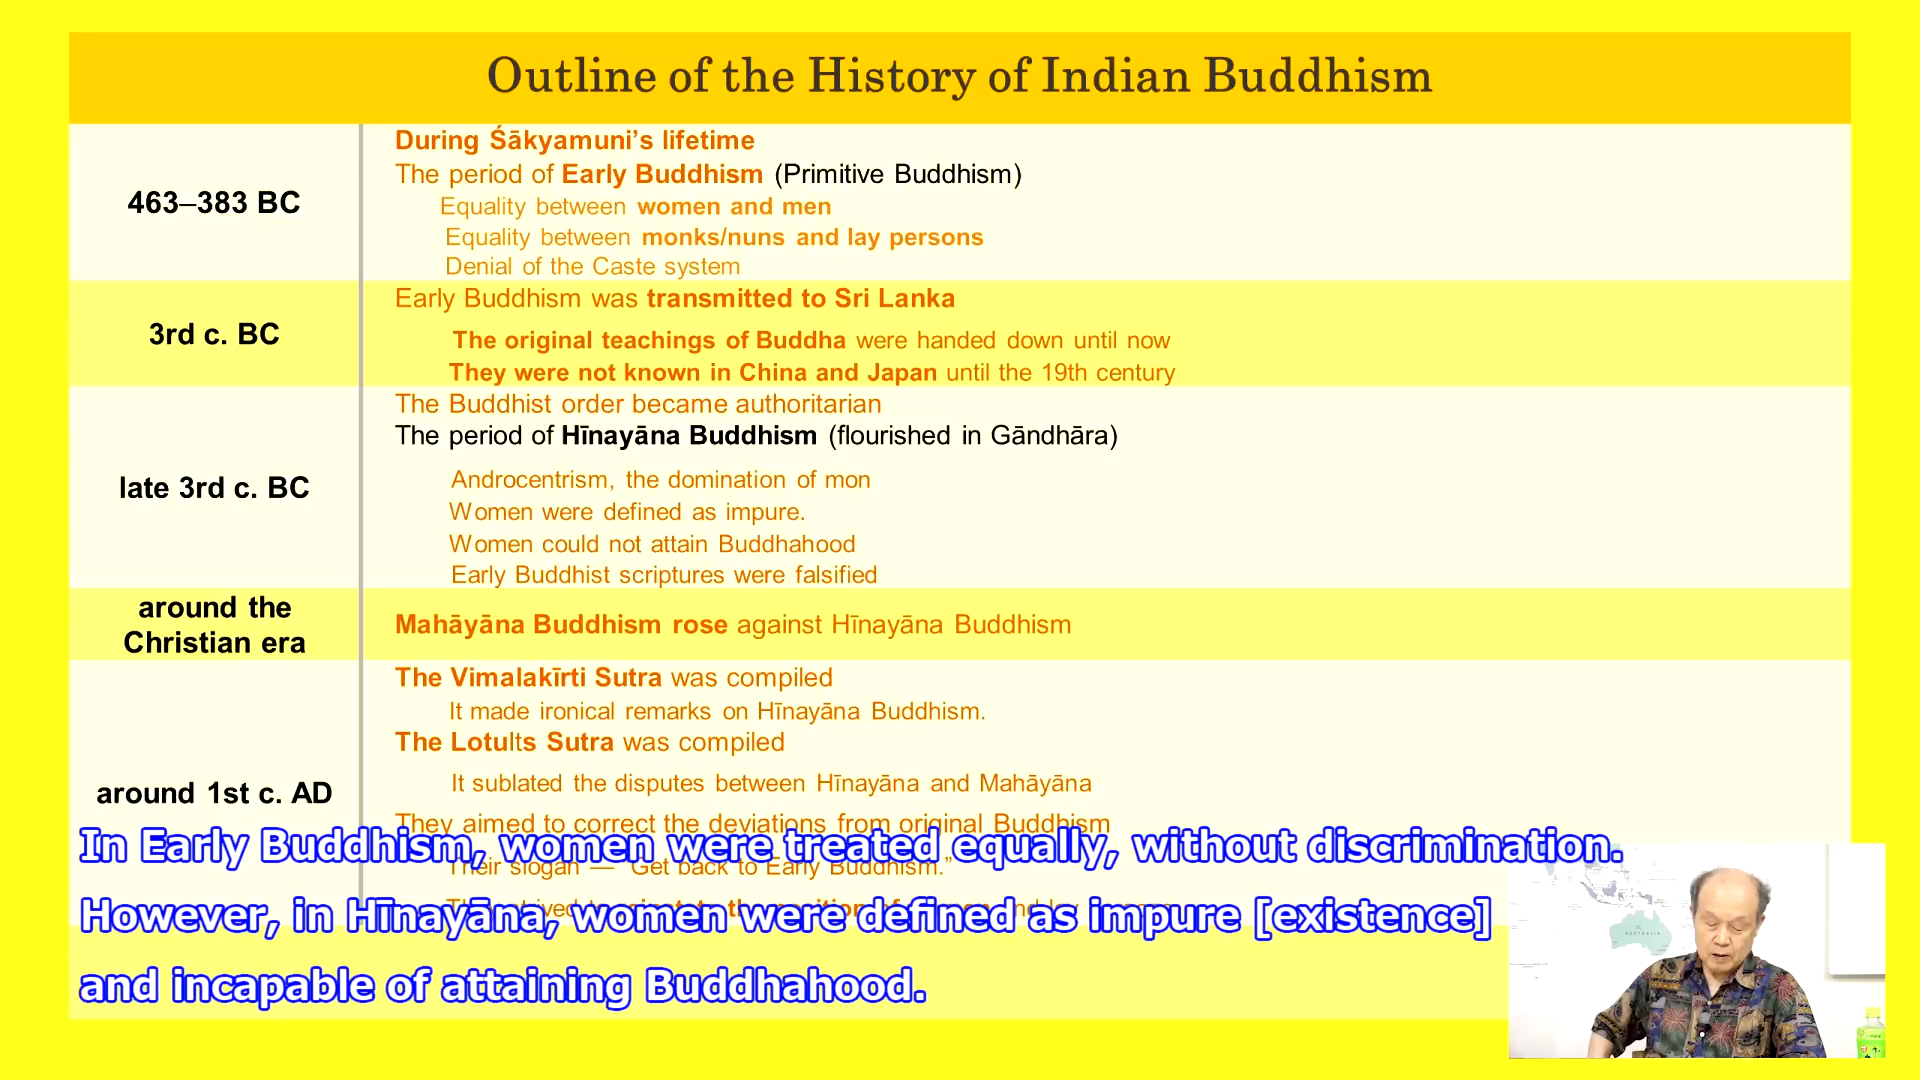 Outline of the History of Indian Buddhism
463–383 BC
During Śākyamuni’s lifetime
The period of Early Buddhism (Primitive Buddhism)
Equality between women and men
Equality between monks/nuns and lay persons
Denial of the Caste system
3rd c. BC
Early Buddhism was transmitted to Sri Lanka
The original teachings of Buddha were handed down until now
They were not known in China and Japan until the 19th century
late 3rd c. BC
The Buddhist order became authoritarian
The period of Hīnayāna Buddhism (flourished in Gāndhāra)
Androcentrism, the domination of mon
Women were defined as impure.
Women could not attain Buddhahood
Early Buddhist scriptures were falsified
around the
Christian era
Mahāyāna Buddhism rose against Hīnayāna Buddhism
around 1st c. AD
The Vimalakīrti Sutra was compiled
It made ironical remarks on Hīnayāna Buddhism.
The Lotults Sutra was compiled
It sublated the disputes between Hīnayāna and Mahāyāna
They aimed to correct the deviations from original Buddhism
Their slogan — “Get back to Early Buddhism.”
In Early Buddhism, women were treated equally, without discrimination.
However, in Hīnayāna, women were defined as impure [existence]
and incapable of attaining Buddhahood.
AUSTRALIA